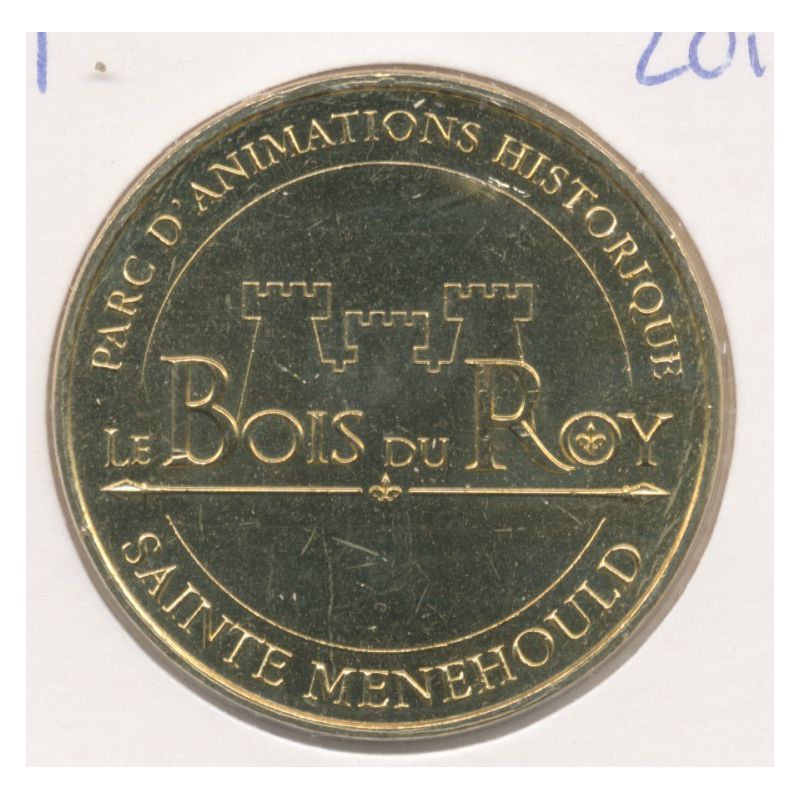 PARC D'ANIMATIONS HISTORIQUE
LE BOIS DU ROY
SAINTE MENEHOULD